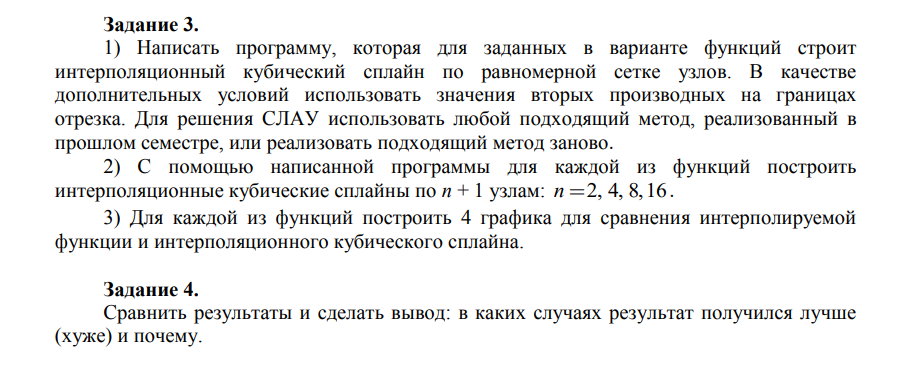 Задание 3.
1) Написать программу, которая для заданных в варианте функций строит
интерполяционный кубический сплайн по равномерной сетке узлов. В качестве
дополнительных условий использовать значения вторых производных на границах
отрезка. Для решения СЛАУ использовать любой подходящий метод, реализованный в
прошлом семестре, или реализовать подходящий метод заново.
2) С помощью написанной программы для каждой из функций построить
интерполяционные кубические сплайны по n + 1 узлам: n = 2, 4, 8, 16.
3) Для каждой из функций построить 4 графика для сравнения интерполируемой
функции и интерполяционного кубического сплайна.
Задание 4.
Сравнить результаты и сделать вывод: в каких случаях результат получился лучше
(хуже) и почему.